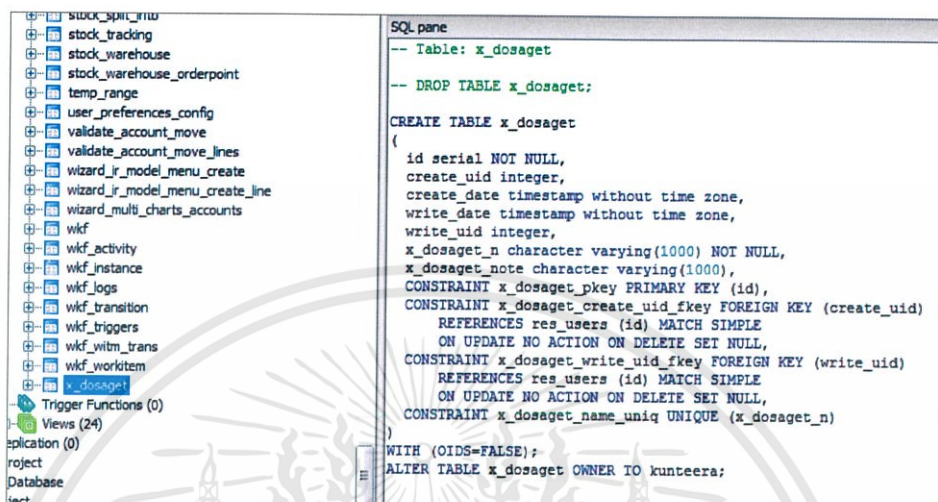 stock_split_into
stock_tracking
stock_warehouse
stock_warehouse_orderpoint
temp_range
user_preferences_config
validate_account_move
validate_account_move_lines
wizard_ir_model_menu_create
wizard_ir_model_menu_create_line
wizard_multi_charts_accounts
wkf
wkf_activity
wkf_instance
wkf_logs
wkf_transition
wkf_triggers
wkf_witm_trans
wkf_workitem
x_dosaget
Trigger Functions (0)
Views (24)
eplication (0)
roject
Database
ject
SQL pane
-- Table: x_dosaget
-- DROP TABLE x_dosaget;
CREATE TABLE x_dosaget
(
id serial NOT NULL,
create_uid integer,
create_date timestamp without time zone,
write_date timestamp without time zone,
write_uid integer,
x_dosaget_n character varying(1000) NOT NULL,
x_dosaget_note character varying(1000),
CONSTRAINT x_dosaget_pkey PRIMARY KEY (id),
CONSTRAINT x_dosaget_create_uid_fkey FOREIGN KEY (create_uid)
REFERENCES res_users (id) MATCH SIMPLE
ON UPDATE NO ACTION ON DELETE SET NULL,
CONSTRAINT x_dosaget_write_uid_fkey FOREIGN KEY (write_uid)
REFERENCES res_users (id) MATCH SIMPLE
ON UPDATE NO ACTION ON DELETE SET NULL,
CONSTRAINT x_dosaget_name_uniq UNIQUE (x_dosaget_n)
)
WITH (OIDS=FALSE);
ALTER TABLE x_dosaget OWNER TO kunteera;